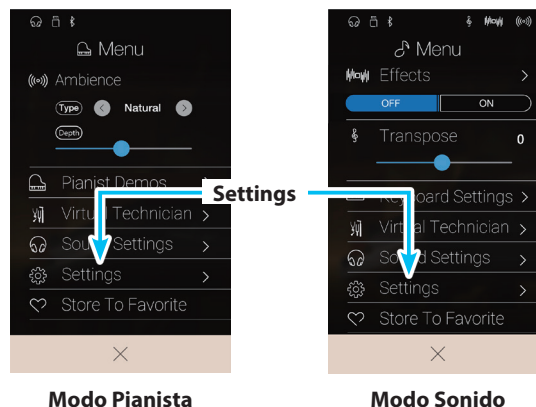 Menu
Ambience
Type Natural
Depth
Pianist Demos
Virtual Technician
Sound Settings
Settings
Store To Favorite
Modo Pianista
Settings
Menu
Effects
OFF ON
Transpose 0
Keyboard Settings
Virtual Technician
Sound Settings
Settings
Store To Favorite
Modo Sonido